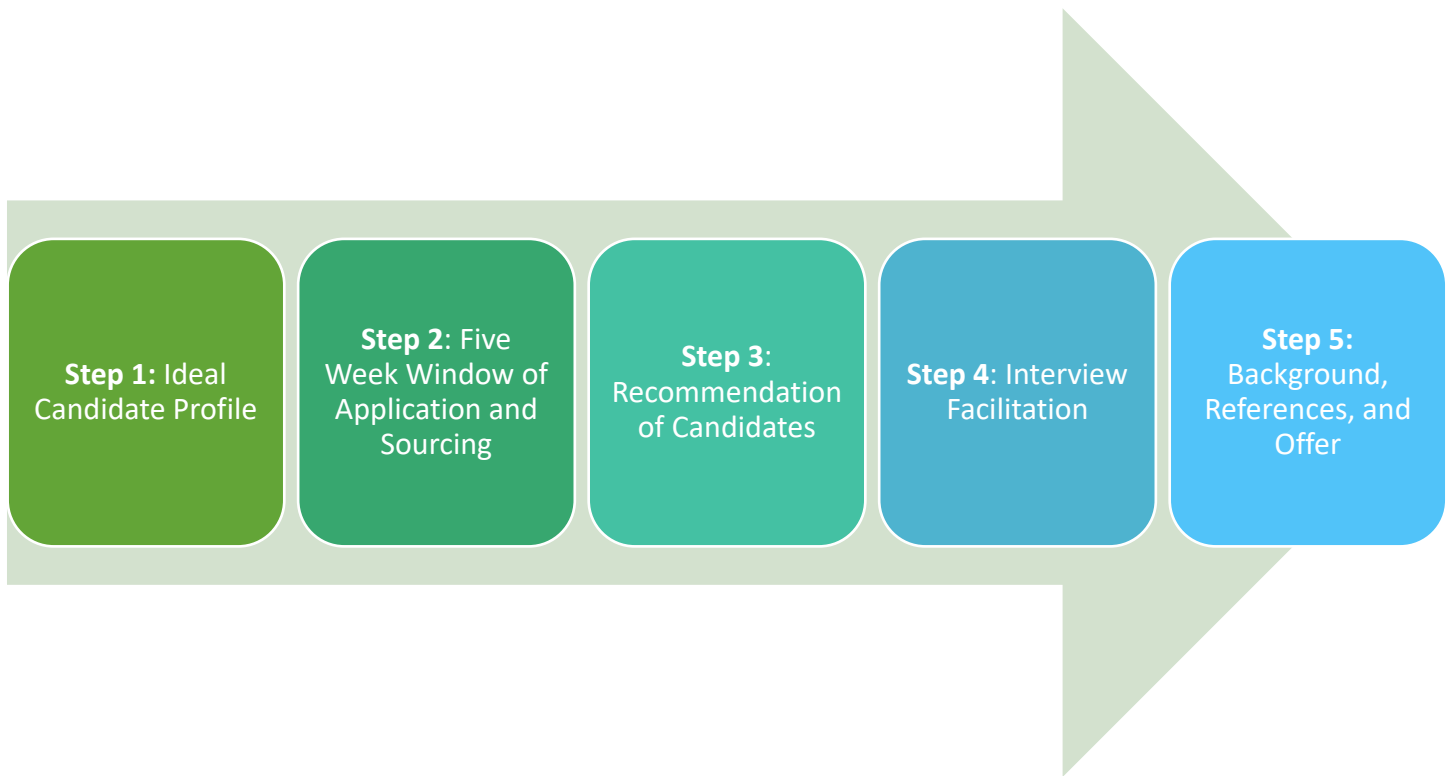 Step 1: Ideal
Candidate Profile
Step 2: Five
Week Window of
Application and
Sourcing
Step 3:
Recommendation
of Candidates
Step 4: Interview
Facilitation
Step 5:
Background,
References, and
Offer